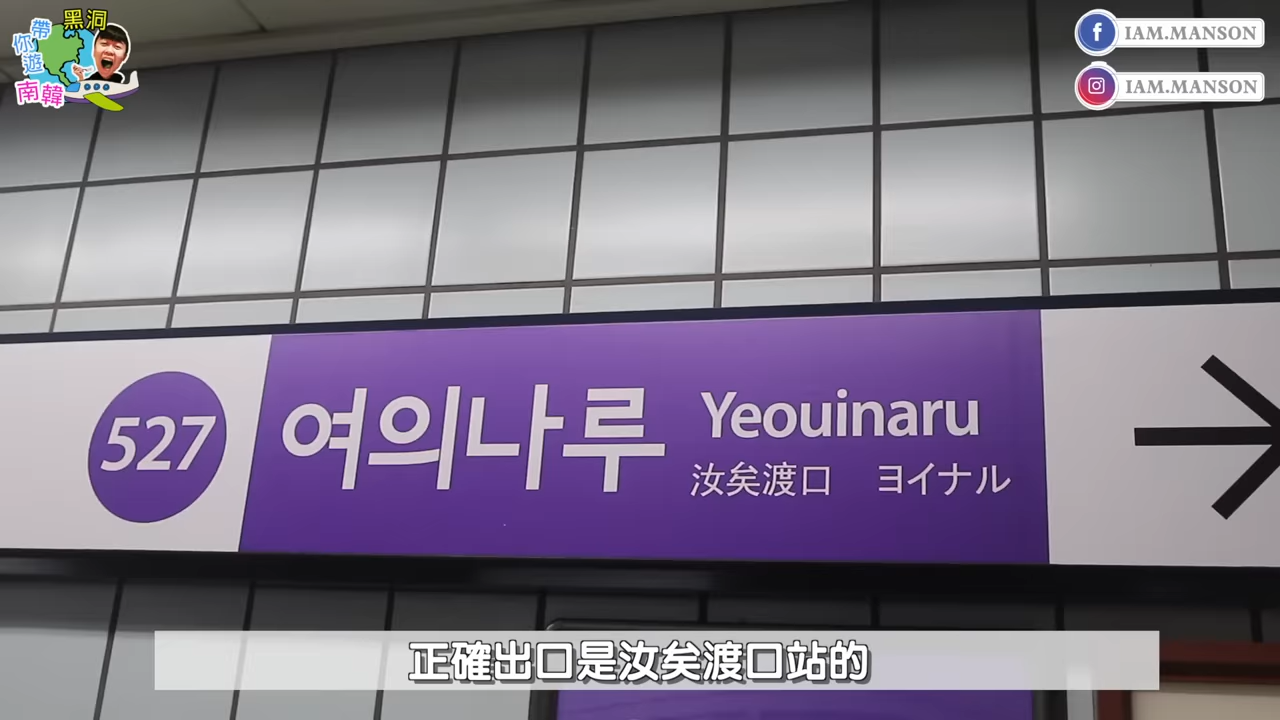 黑洞
帶你遊
南韓
IAM.MANSON
IAM.MANSON
527
여의나루
Yeouinaru
汝矣渡口 ヨイナル
正確出口是汝矣渡口站的